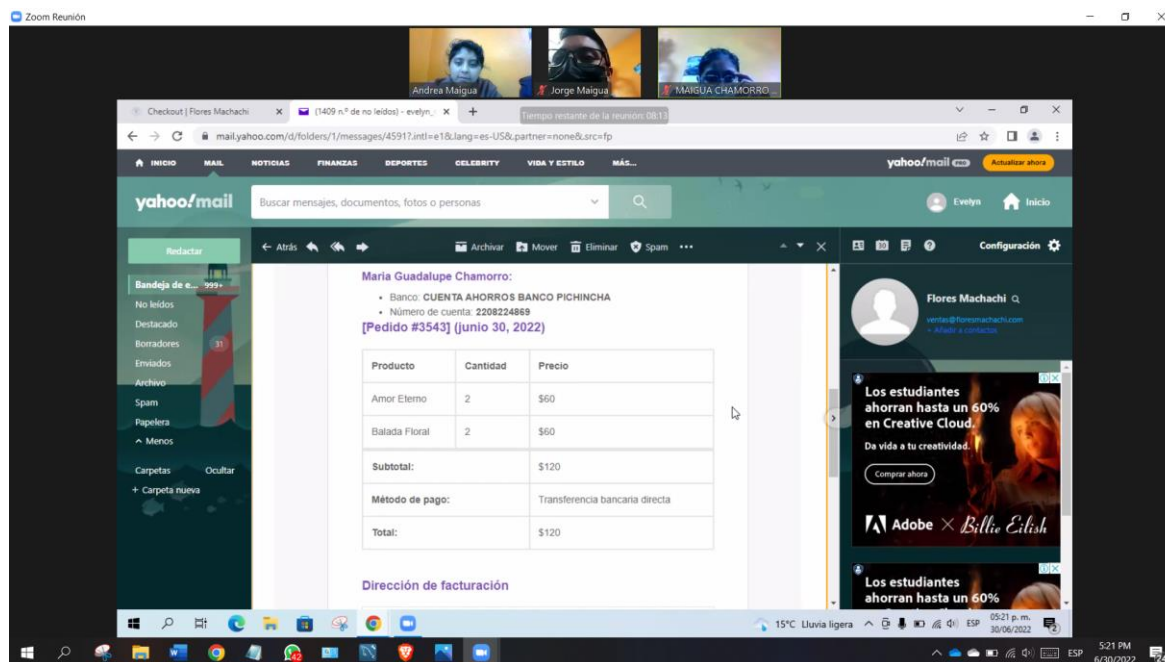 Zoom Reunión
Andrea Maigua
Jorge Maigua
MAIGUA CHAMORRO ...
Checkout | Flores Machachi
(1409 n.º de no leídos) - evelyn_
Tiempo restante de la reunión: 08:13
mail.yahoo.com/d/folders/1/messages/45917.intl=e1&.lang=es-US&.partner=none&.src=fp
INICIO MAIL NOTICIAS FINANZAS DEPORTES CELEBRITY VIDA Y ESTILO MÁS...
yahoo!mail PRO Actualizar ahora
yahoo!mail
Buscar mensajes, documentos, fotos o personas
Evelyn Inicio
Redactar
Atrás Archivar Mover Eliminar Spam
Configuración
Bandeja de e... 999+
No leídos
Destacado
Borradores 31
Enviados
Archivo
Spam
Papelera
Menos
Carpetas Ocultar
+ Carpeta nueva
Maria Guadalupe Chamorro:
• Banco: CUENTA AHORROS BANCO PICHINCHA
• Número de cuenta: 2208224869
[Pedido #3543] (junio 30, 2022)
Producto Cantidad Precio
Amor Eterno 2 $60
Balada Floral 2 $60
Subtotal: $120
Método de pago: Transferencia bancaria directa
Total: $120
Dirección de facturación
Flores Machachi
ventas@floresmachachi.com
+ Añadir a contactos
Los estudiantes
ahorran hasta un 60%
en Creative Cloud.
Da vida a tu creatividad.
Comprar ahora
Adobe × Billie Eilish
Los estudiantes
ahorran hasta un 60%
15°C Lluvia ligera ESP 05:21 p. m.
30/06/2022
ESP 5:21 PM
6/30/2022